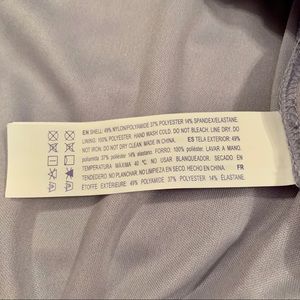 EN SHELL: 49% NYLON/POLYAMIDE 37% POLYESTER 14% SPANDEX/ELASTANE.
LINING: 100% POLYESTER. HAND WASH COLD. DO NOT BLEACH. LINE DRY. DO
NOT IRON. DO NOT DRY CLEAN. MADE IN CHINA. ES TELA EXTERIOR: 49%
poliamida 37% poliéster 14% elastano. FORRO: 100% poliéster. LAVAR A MANO.
TEMPERATURA MÁXIMA 40 ºC. NO USAR BLANQUEADOR. SECADO EN
TENDEDERO. NO PLANCHAR. NO LIMPIEZA EN SECO. HECHO EN CHINA. FR
ÉTOFFE EXTÉRIEURE: 49% POLYAMIDE 37% POLYESTER 14% ÉLASTANE.